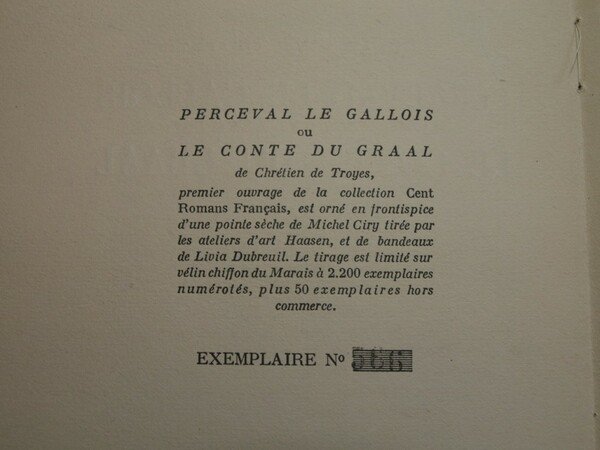 PERCEVAL LE GALLOIS
ou
LE CONTE DU GRAAL
de Chrétien de Troyes,
premier ouvrage de la collection Cent
Romans Français, est orné en frontispice
d'une pointe sèche de Michel Ciry tirée par
les ateliers d'art Haasen, et de bandeaux
de Livia Dubreuil. Le tirage est limité sur
vélin chiffon du Marais à 2.200 exemplaires
numérotés, plus 50 exemplaires hors
commerce.
EXEMPLAIRE Nº